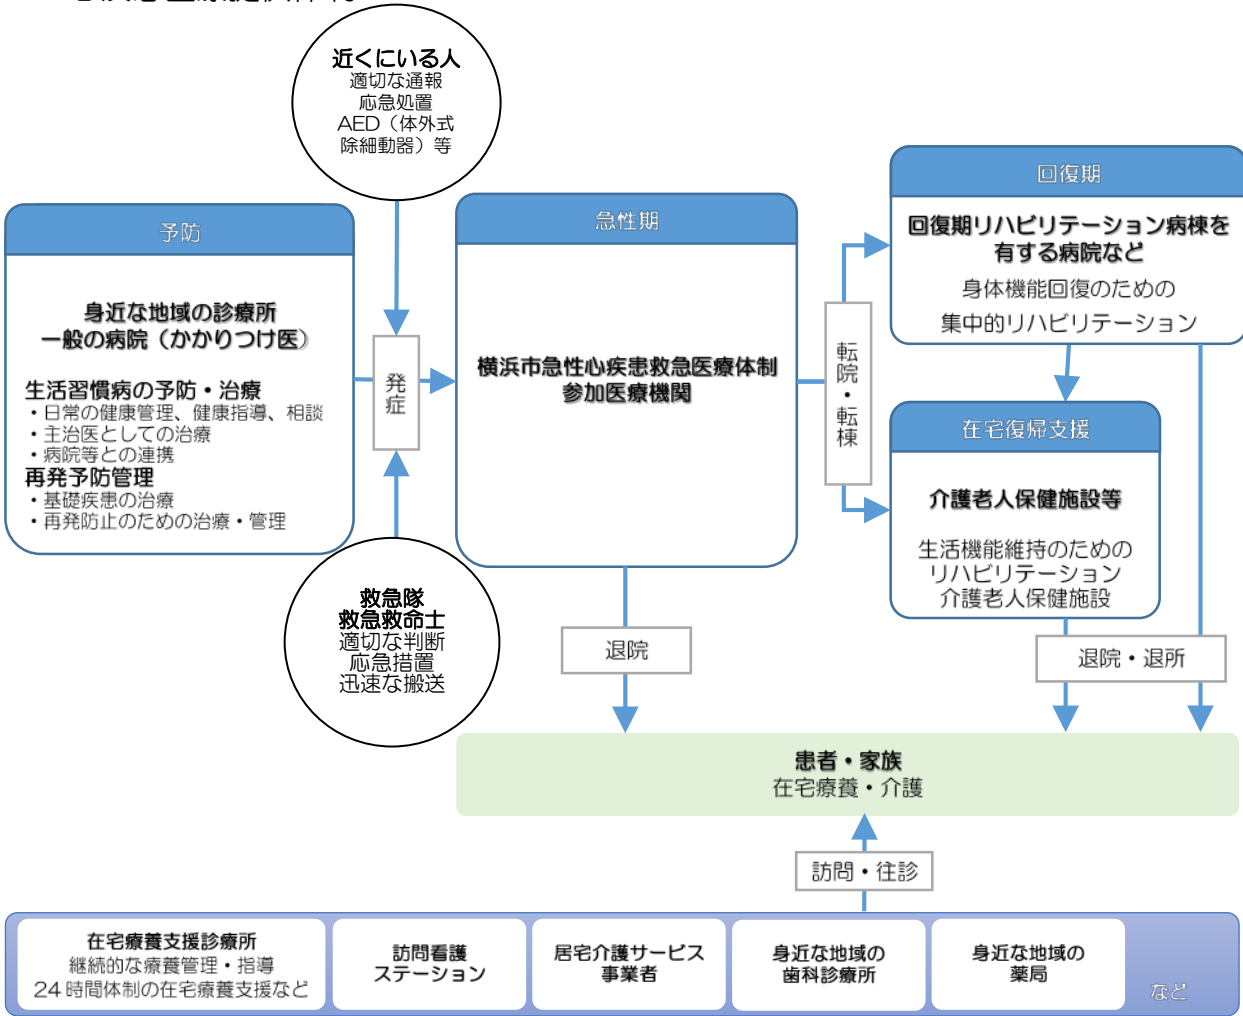 近くにいる人
適切な通報
応急処置
AED（体外式
除細動器）等
予防
身近な地域の診療所
一般の病院（かかりつけ医）
生活習慣病の予防・治療
・日常の健康管理、健康指導、相談
・主治医としての治療
・病院等との連携
再発予防管理
・基礎疾患の治療
・再発防止のための治療・管理
発症
救急隊
救急救命士
適切な判断
応急措置
迅速な搬送
急性期
横浜市急性心疾患救急医療体制
参加医療機関
転院・転棟
回復期
回復期リハビリテーション病棟を
有する病院など
身体機能回復のための
集中的リハビリテーション
在宅復帰支援
介護老人保健施設等
生活機能維持のための
リハビリテーション
介護老人保健施設
退院
退院・退所
患者・家族
在宅療養・介護
訪問・往診
在宅療養支援診療所
継続的な療養管理・指導
24時間体制の在宅療養支援など
訪問看護
ステーション
居宅介護サービス
事業者
身近な地域の
歯科診療所
身近な地域の
薬局
など